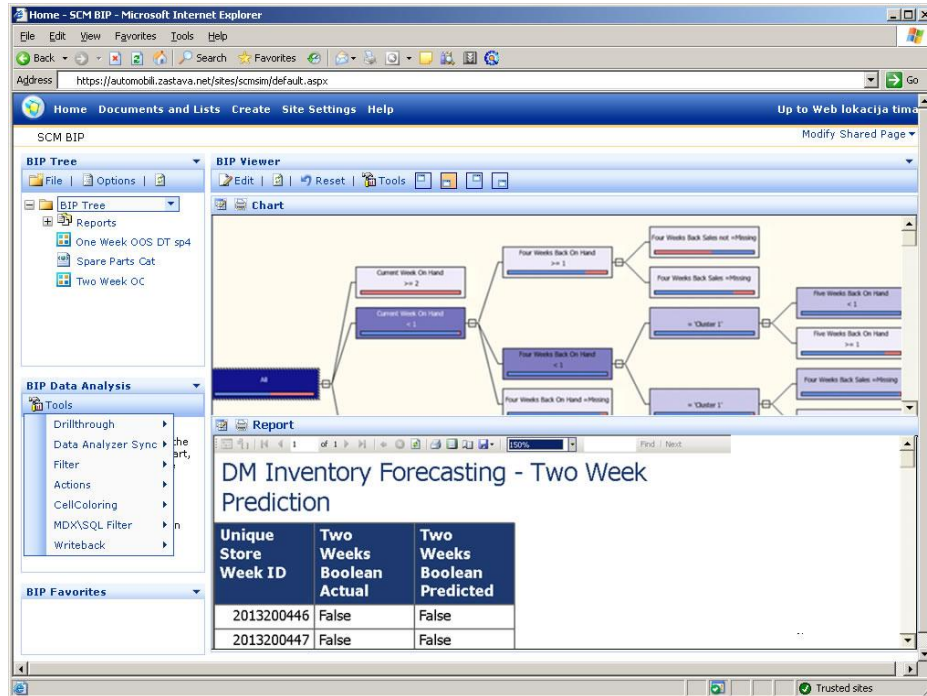 Home - SCM BIP - Microsoft Internet Explorer
File Edit View Favorites Tools Help
Back Search Favorites
Address https://automobili.zastava.net/sites/scmsim/default.aspx Go
Home Documents and Lists Create Site Settings Help Up to Web lokacija tima
SCM BIP Modify Shared Page
BIP Tree
File | Options |
BIP Tree
Reports
One Week OOS DT sp4
Spare Parts Cat
Two Week OC
BIP Data Analysis
Tools
Drillthrough
Data Analyzer Sync
Filter
Actions
CellColoring
MDX\SQL Filter
Writeback
the
art,
n
BIP Favorites
BIP Viewer
Edit | | Reset | Tools
Chart
All
Current Week On Hand
>= 2
Current Week On Hand
< 1
Four Weeks Back On Hand
>= 1
Four Weeks Back On Hand
< 1
Four Weeks Back On Hand =Missing
Four Weeks Back Sales not =Missing
Four Weeks Back Sales =Missing
= 'Cluster 1'
= 'Cluster 1'
Five Weeks Back On Hand
< 1
Five Weeks Back On Hand
>= 1
Four Weeks Back Sales =Missing
Report
1 of 1 150% Find | Next
DM Inventory Forecasting - Two Week
Prediction
Unique Store Week ID Two Weeks Boolean Actual Two Weeks Boolean Predicted
2013200446 False False
2013200447 False False
Trusted sites